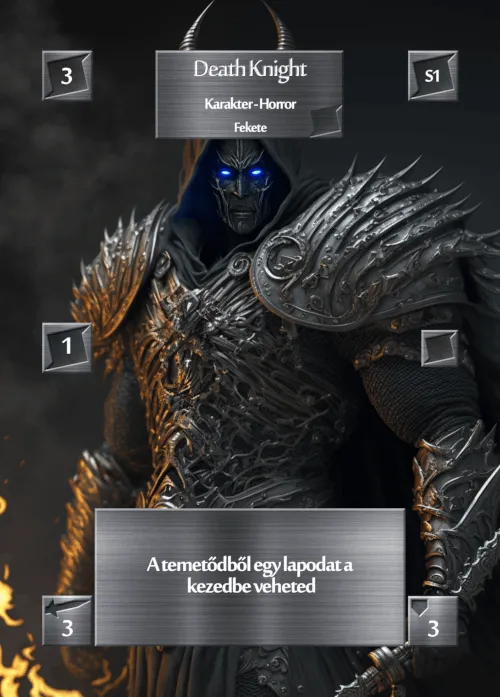 3
Death Knight
S1
Karakter-Horror
Fekete
1
A temetődből egy lapodat a
kezedbe veheted
3
3